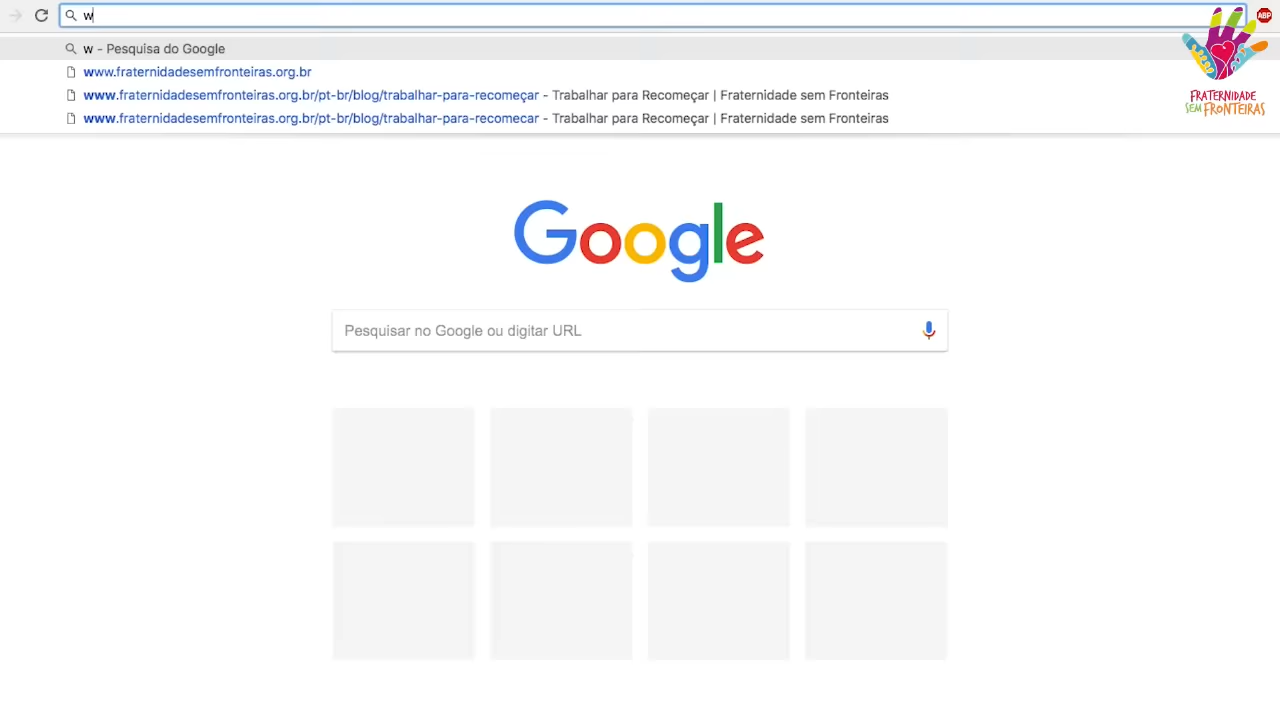 w
ABP
w - Pesquisa do Google
www.fraternidadesemfronteiras.org.br
www.fraternidadesemfronteiras.org.br/pt-br/blog/trabalhar-para-recomeçar - Trabalhar para Recomeçar | Fraternidade sem Fronteiras
www.fraternidadesemfronteiras.org.br/pt-br/blog/trabalhar-para-recomecar - Trabalhar para Recomeçar | Fraternidade sem Fronteiras
FRATERNIDADE
SEM FRONTEIRAS
Google
Pesquisar no Google ou digitar URL